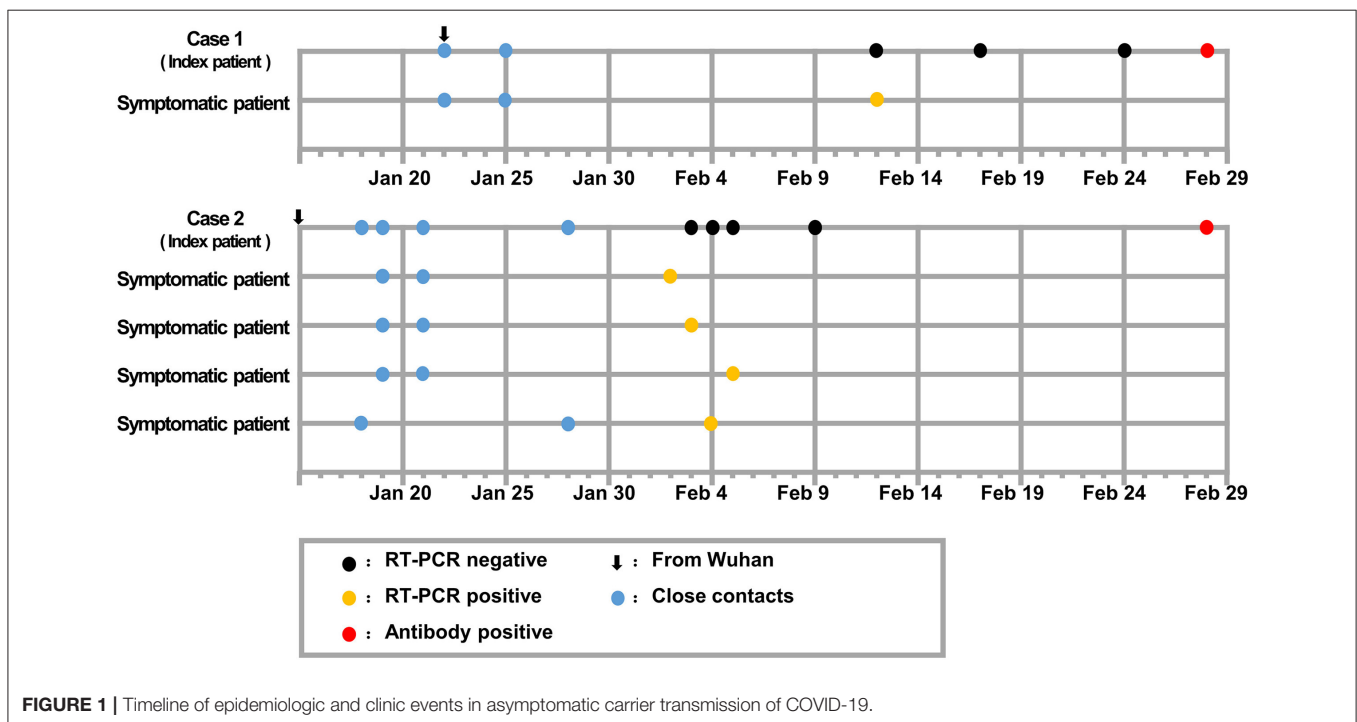 Case 1
( Index patient )
Symptomatic patient
Jan 20 Jan 25 Jan 30 Feb 4 Feb 9 Feb 14 Feb 19 Feb 24 Feb 29
Case 2
( Index patient )
Symptomatic patient
Symptomatic patient
Symptomatic patient
Symptomatic patient
Jan 20 Jan 25 Jan 30 Feb 4 Feb 9 Feb 14 Feb 19 Feb 24 Feb 29
: RT-PCR negative : From Wuhan
: RT-PCR positive : Close contacts
: Antibody positive
FIGURE 1 | Timeline of epidemiologic and clinic events in asymptomatic carrier transmission of COVID-19.